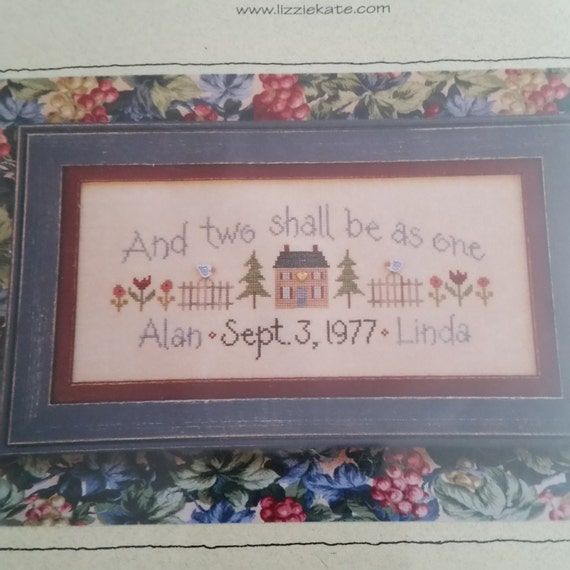 www.lizziekate.com
And two shall be as one
Alan • Sept. 3, 1977 • Linda